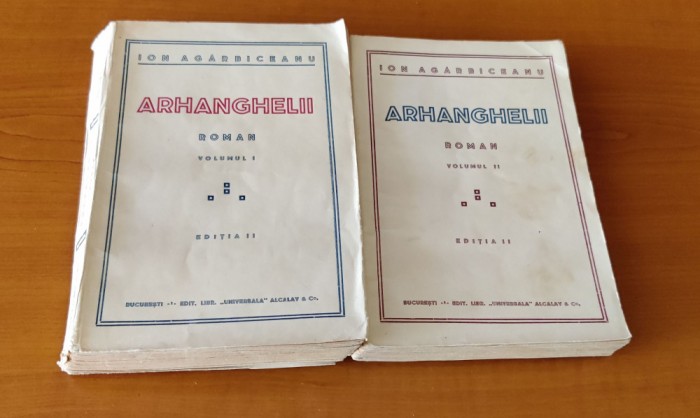 ION AGÂRBICEANU
ARHANGHELII
ROMAN
VOLUMUL I
EDIȚIA II
BUCUREȘTI -:- EDIT. LIBR. „UNIVERSALA” ALCALAY & Co.
ION AGÂRBICEANU
ARHANGHELII
ROMAN
VOLUMUL II
EDIȚIA II
BUCUREȘTI -:- EDIT. LIBR. „UNIVERSALA” ALCALAY & Co.